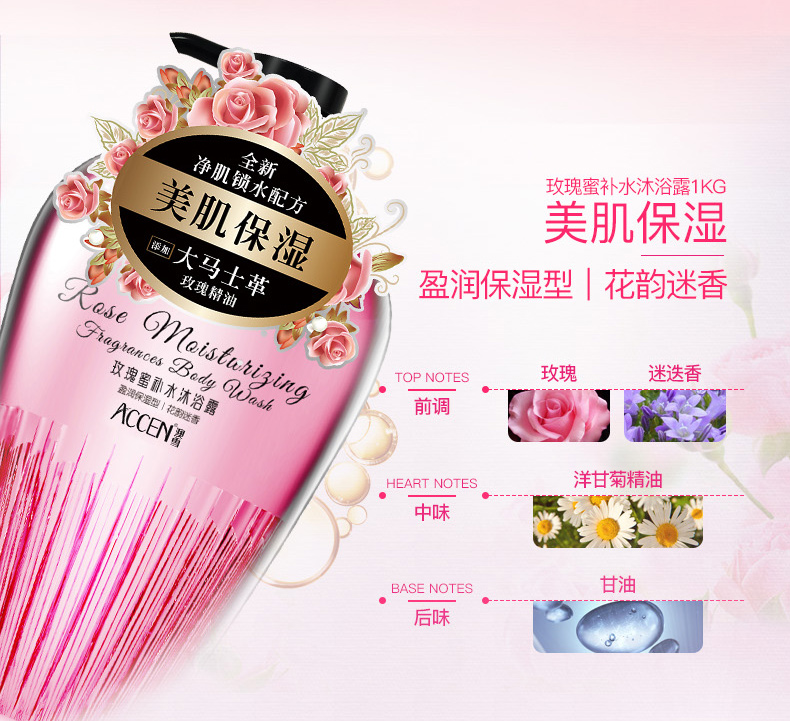 全新
净肌锁水配方
美肌保湿
添加
大马士革
玫瑰精油
Rose Moisturizing
Fragrances Body Wash
玫瑰蜜补水沐浴露
盈润保湿型|花韵迷香
ACCEN®碧雪
玫瑰蜜补水沐浴露1KG
美肌保湿
盈润保湿型|花韵迷香
TOP NOTES
前调
玫瑰
迷迭香
HEART NOTES
中味
洋甘菊精油
BASE NOTES
后味
甘油